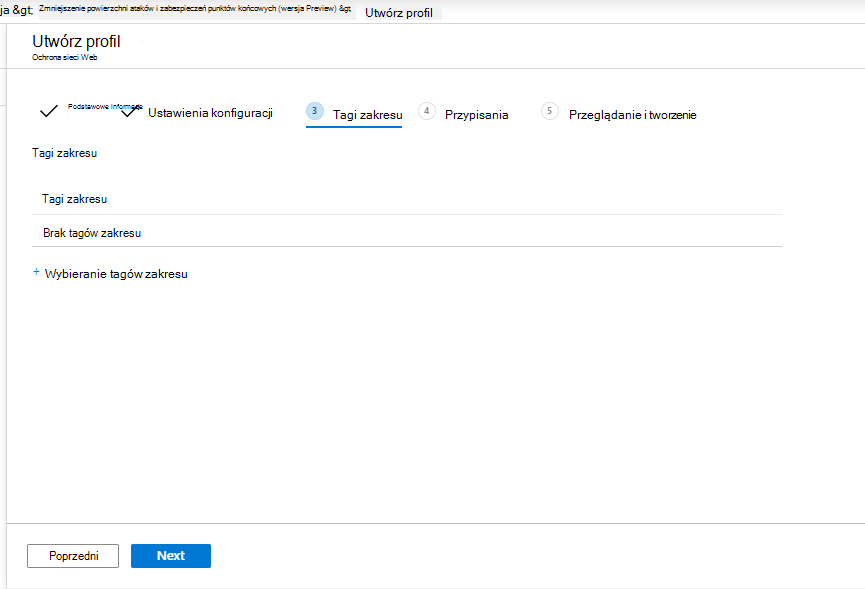 ja &gt; Zmniejszenie powierzchni ataków i zabezpieczeń punktów końcowych (wersja Preview) &gt Utwórz profil
Utwórz profil
Ochrona sieci Web
Podstawowe informacje Ustawienia konfiguracji 3 Tagi zakresu 4 Przypisania 5 Przeglądanie i tworzenie
Tagi zakresu
Tagi zakresu
Brak tagów zakresu
+ Wybieranie tagów zakresu
Poprzedni Next